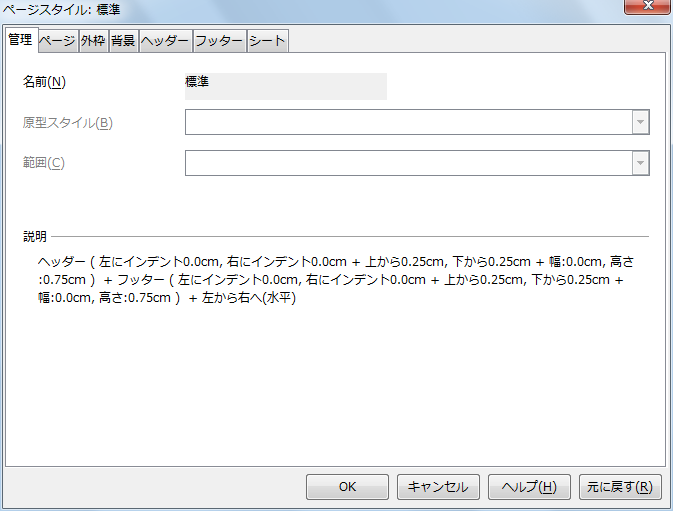 ページスタイル: 標準
管理 ページ 外枠 背景 ヘッダー フッター シート
名前(N) 標準
原型スタイル(B)
範囲(C)
説明
ヘッダー ( 左にインデント0.0cm, 右にインデント0.0cm + 上から0.25cm, 下から0.25cm + 幅:0.0cm, 高さ
:0.75cm ) + フッター ( 左にインデント0.0cm, 右にインデント0.0cm + 上から0.25cm, 下から0.25cm +
幅:0.0cm, 高さ:0.75cm ) + 左から右へ(水平)
OK キャンセル ヘルプ(H) 元に戻す(R)